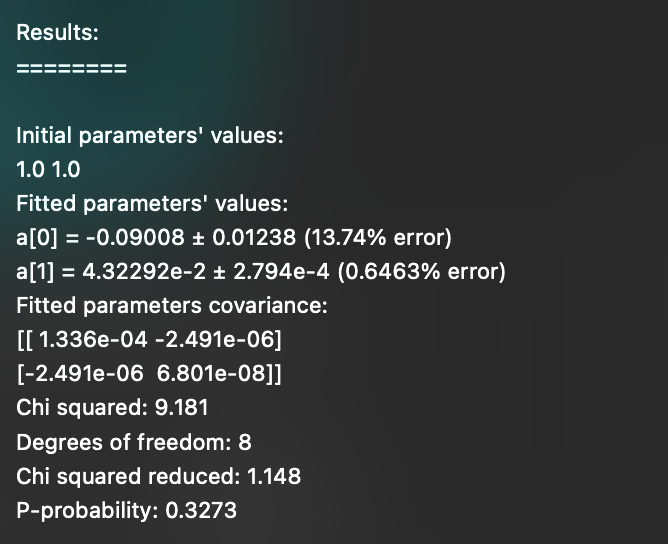 Results:
========
Initial parameters' values:
1.0 1.0
Fitted parameters' values:
a[0] = -0.09008 ± 0.01238 (13.74% error)
a[1] = 4.32292e-2 ± 2.794e-4 (0.6463% error)
Fitted parameters covariance:
[[ 1.336e-04 -2.491e-06]
[-2.491e-06  6.801e-08]]
Chi squared: 9.181
Degrees of freedom: 8
Chi squared reduced: 1.148
P-probability: 0.3273